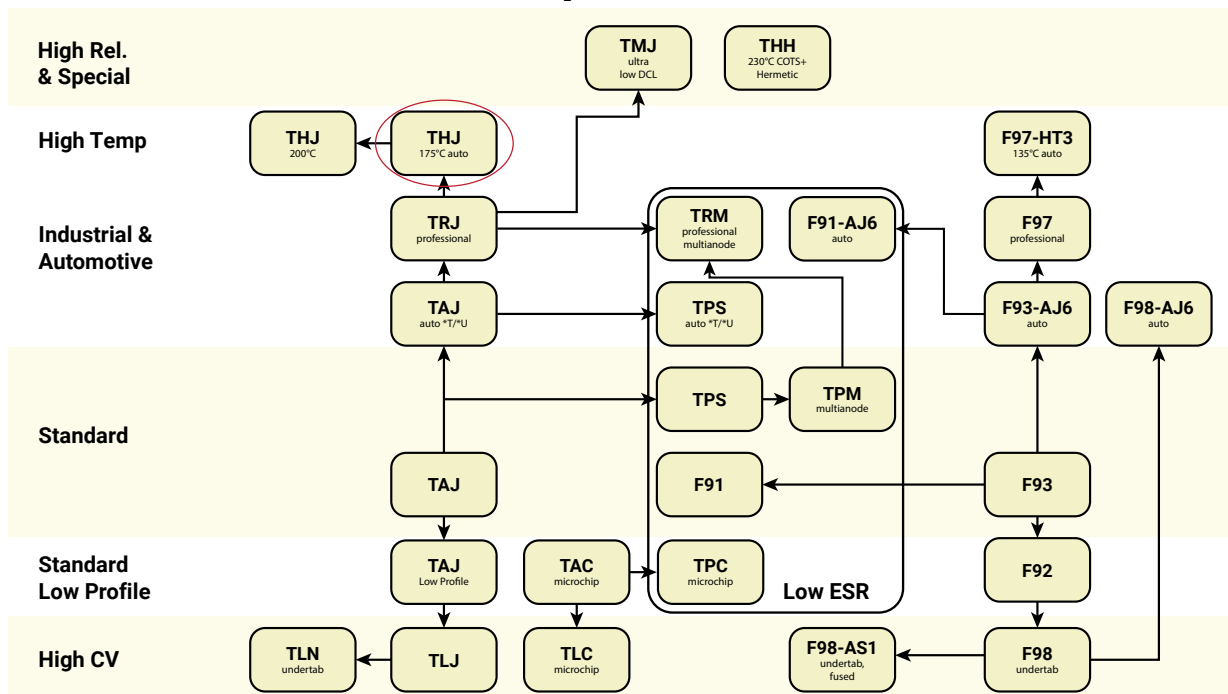 High Rel.
& Special
TMJ
ultra
low DCL
THH
230°C COTS+
Hermetic
High Temp
THJ
200°C
THJ
175°C auto
F97-HT3
135°C auto
Industrial &
Automotive
TRJ
professional
TRM
professional
multianode
F91-AJ6
auto
F97
professional
TAJ
auto *T/*U
TPS
auto *T/*U
F93-AJ6
auto
F98-AJ6
auto
Standard
TPS
TPM
multianode
TAJ
F91
F93
Standard
Low Profile
TAJ
Low Profile
TAC
microchip
TPC
microchip
Low ESR
F92
High CV
TLN
undertab
TLJ
TLC
microchip
F98-AS1
undertab,
fused
F98
undertab